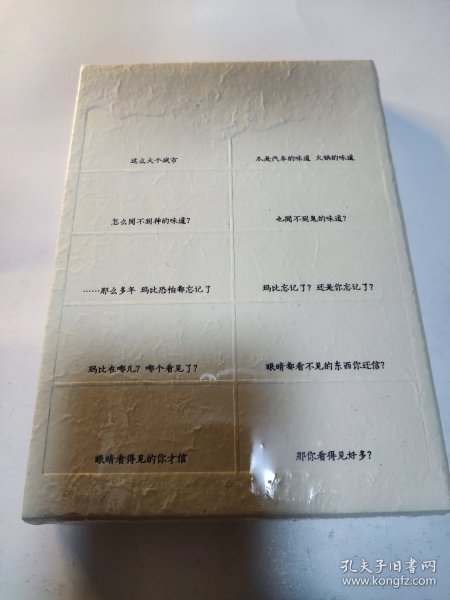 这么大个城市
不是汽车的味道 火锅的味道
怎么闻不到神的味道？
也闻不到鬼的味道？
……那么多年 玛比恐怕都忘记了
玛比忘记了？还是你忘记了？
玛比在哪儿？哪个看见了？
眼睛都看不见的东西你还信？
眼睛看得见的你才信
那你看得见好多？
孔夫子旧书网
www.kongfz.com